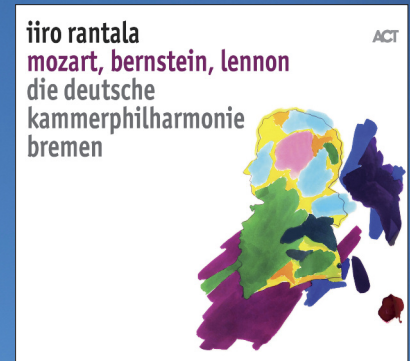 iiro rantala
ACT
mozart, bernstein, lennon
die deutsche
kammerphilharmonie
bremen